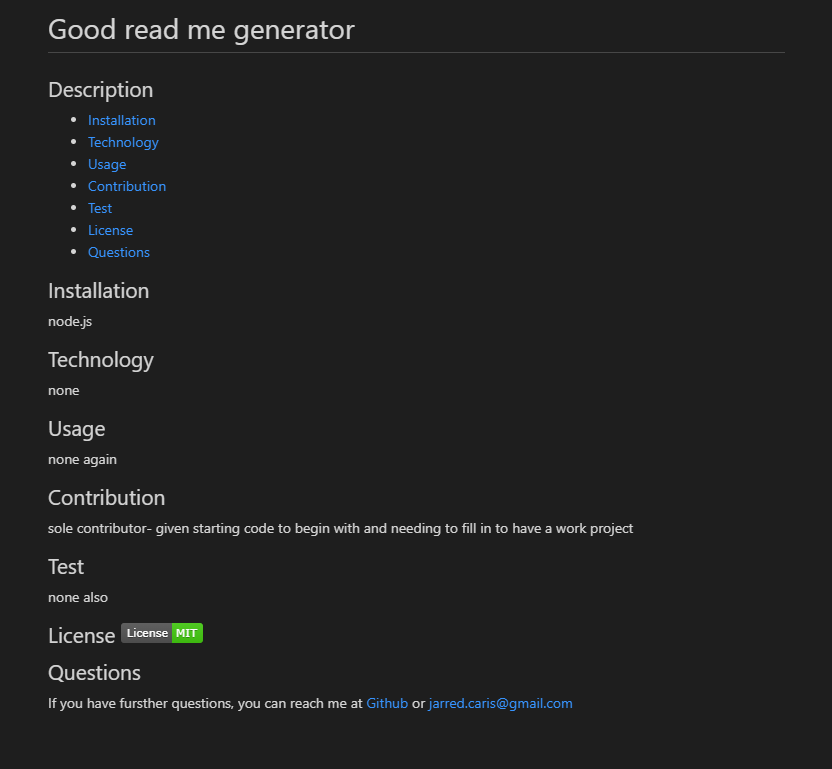 Good read me generator
Description
Installation
Technology
Usage
Contribution
Test
License
Questions
Installation
node.js
Technology
none
Usage
none again
Contribution
sole contributor- given starting code to begin with and needing to fill in to have a work project
Test
none also
License License MIT
Questions
If you have fursther questions, you can reach me at Github or jarred.caris@gmail.com